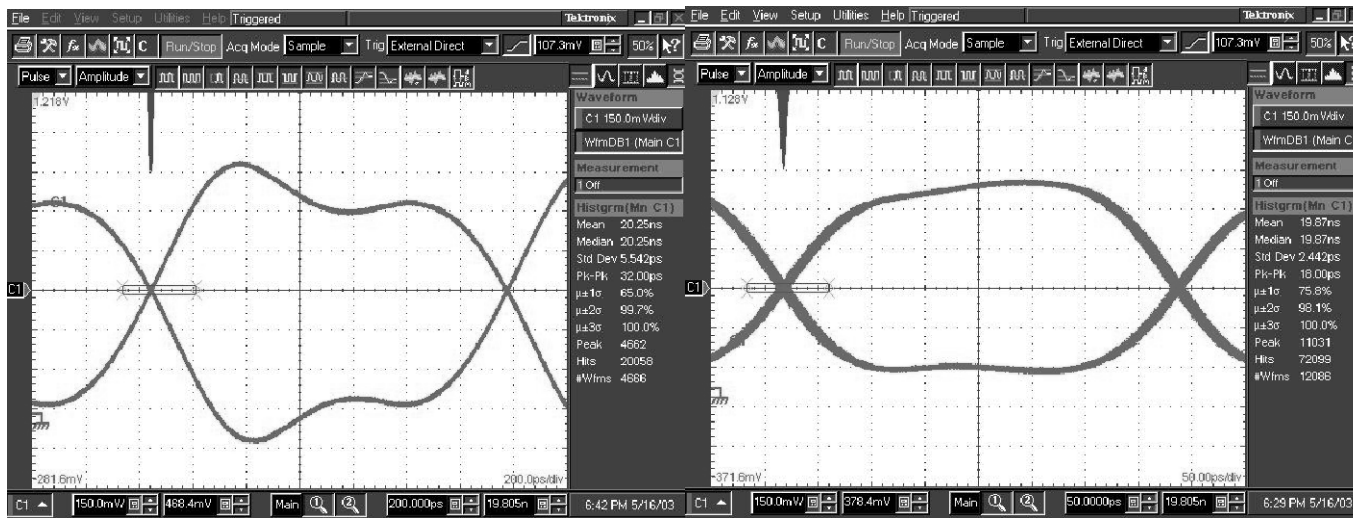 File Edit View Setup Utilities Help Triggered Tektronix
C Run/Stop Acq Mode Sample Trig External Direct 107.3mV 50%
Pulse Amplitude
1.218V
C1
C1
-281.6mV
200.0ps/div
Waveform
C1 150.0mV/div
WfmDB1 (Main C1
Measurement
1 Off
Histgrm(Mn C1)
Mean 20.25ns
Median 20.25ns
Std Dev 5.542ps
Pk-Pk 32.00ps
µ±1σ 65.0%
µ±2σ 99.7%
µ±3σ 100.0%
Peak 4662
Hits 20058
#Wfms 4686
C1 150.0mV 468.4mV Main 200.000ps 19.805n 6:42 PM 5/16/03
File Edit View Setup Utilities Help Triggered Tektronix
C Run/Stop Acq Mode Sample Trig External Direct 107.3mV 50%
Pulse Amplitude
1.128V
C1
-371.6mV
50.00ps/div
Waveform
C1 150.0mV/div
WfmDB1 (Main C
Measurement
1 Off
Histgrm(Mn C1)
Mean 19.87ns
Median 19.87ns
Std Dev 2.442ps
Pk-Pk 18.00ps
µ±1σ 75.8%
µ±2σ 98.1%
µ±3σ 100.0%
Peak 11031
Hits 72099
#Wfms 12086
C1 150.0mV 378.4mV Main 50.0000ps 19.805n 6:29 PM 5/16/03